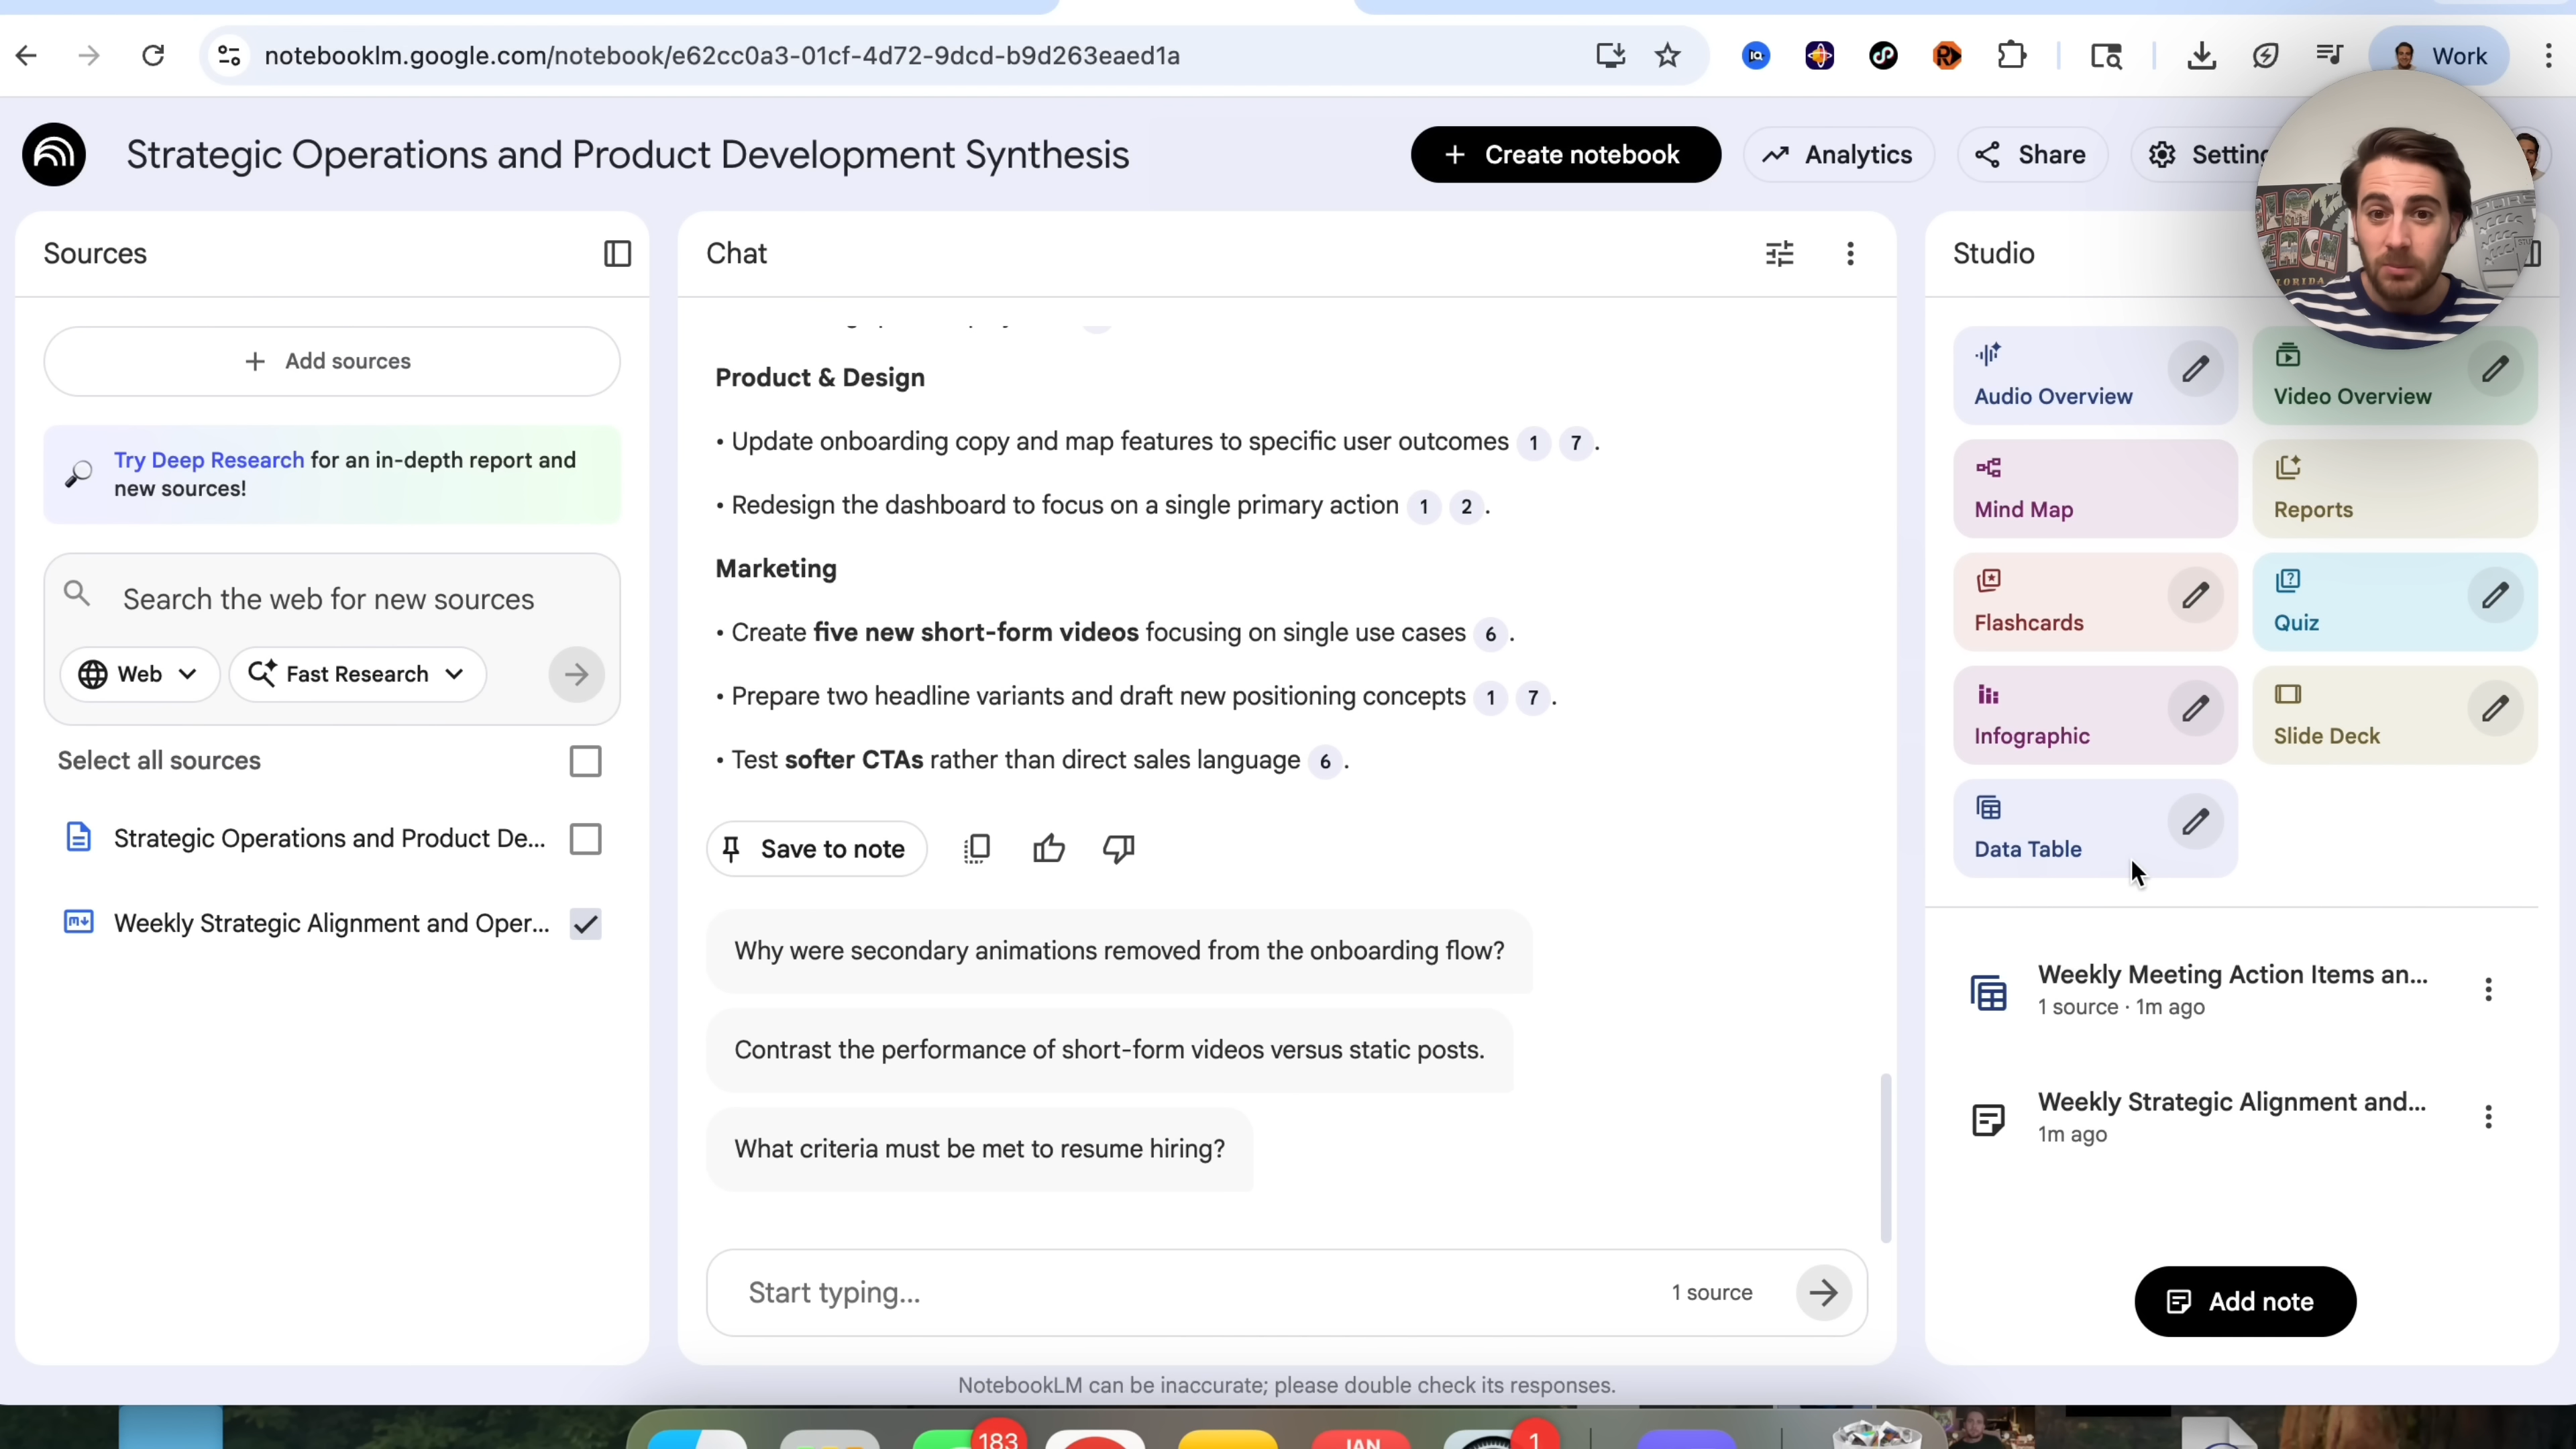 notebooklm.google.com/notebook/e62cc0a3-01cf-4d72-9dcd-b9d263eaed1a
Work
Strategic Operations and Product Development Synthesis
+ Create notebook
Analytics
Share
Setting
Sources
+ Add sources
Try Deep Research for an in-depth report and
new sources!
Search the web for new sources
Web
Fast Research
Select all sources
Strategic Operations and Product De...
Weekly Strategic Alignment and Oper...
Chat
Product & Design
• Update onboarding copy and map features to specific user outcomes 1 7.
• Redesign the dashboard to focus on a single primary action 1 2.
Marketing
• Create five new short-form videos focusing on single use cases 6.
• Prepare two headline variants and draft new positioning concepts 1 7.
• Test softer CTAs rather than direct sales language 6.
Save to note
Why were secondary animations removed from the onboarding flow?
Contrast the performance of short-form videos versus static posts.
What criteria must be met to resume hiring?
Start typing...
1 source
NotebookLM can be inaccurate; please double check its responses.
Studio
Audio Overview
Video Overview
Mind Map
Reports
Flashcards
Quiz
Infographic
Slide Deck
Data Table
Weekly Meeting Action Items an...
1 source · 1m ago
Weekly Strategic Alignment and...
1m ago
Add note
183
JAN
1